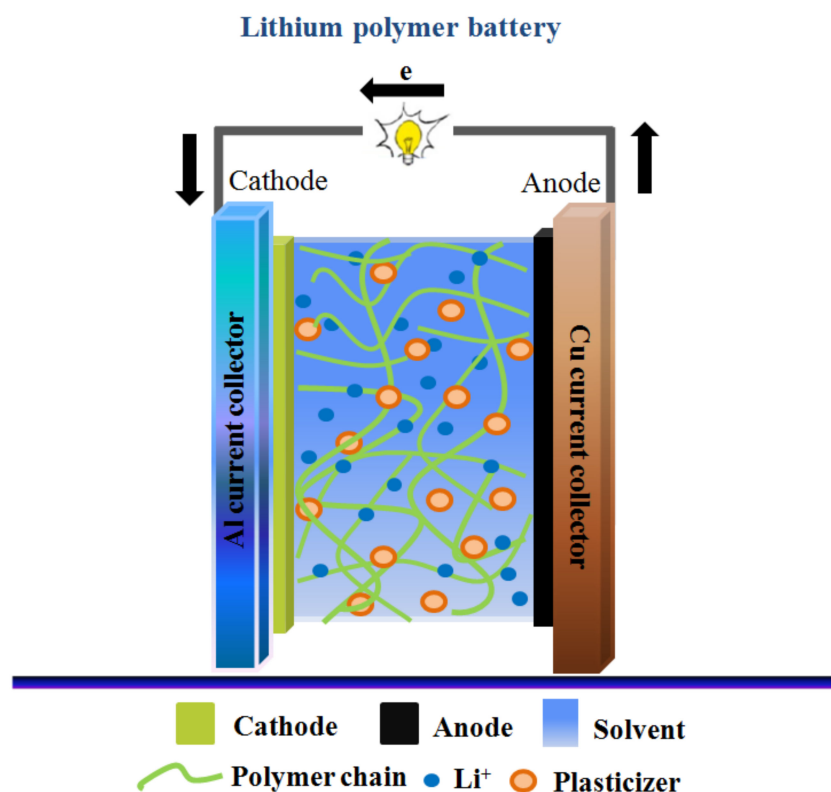 Lithium polymer battery
e
Cathode
Anode
Al current collector
Cu current collector
Cathode
Anode
Solvent
Polymer chain
Li⁺
Plasticizer